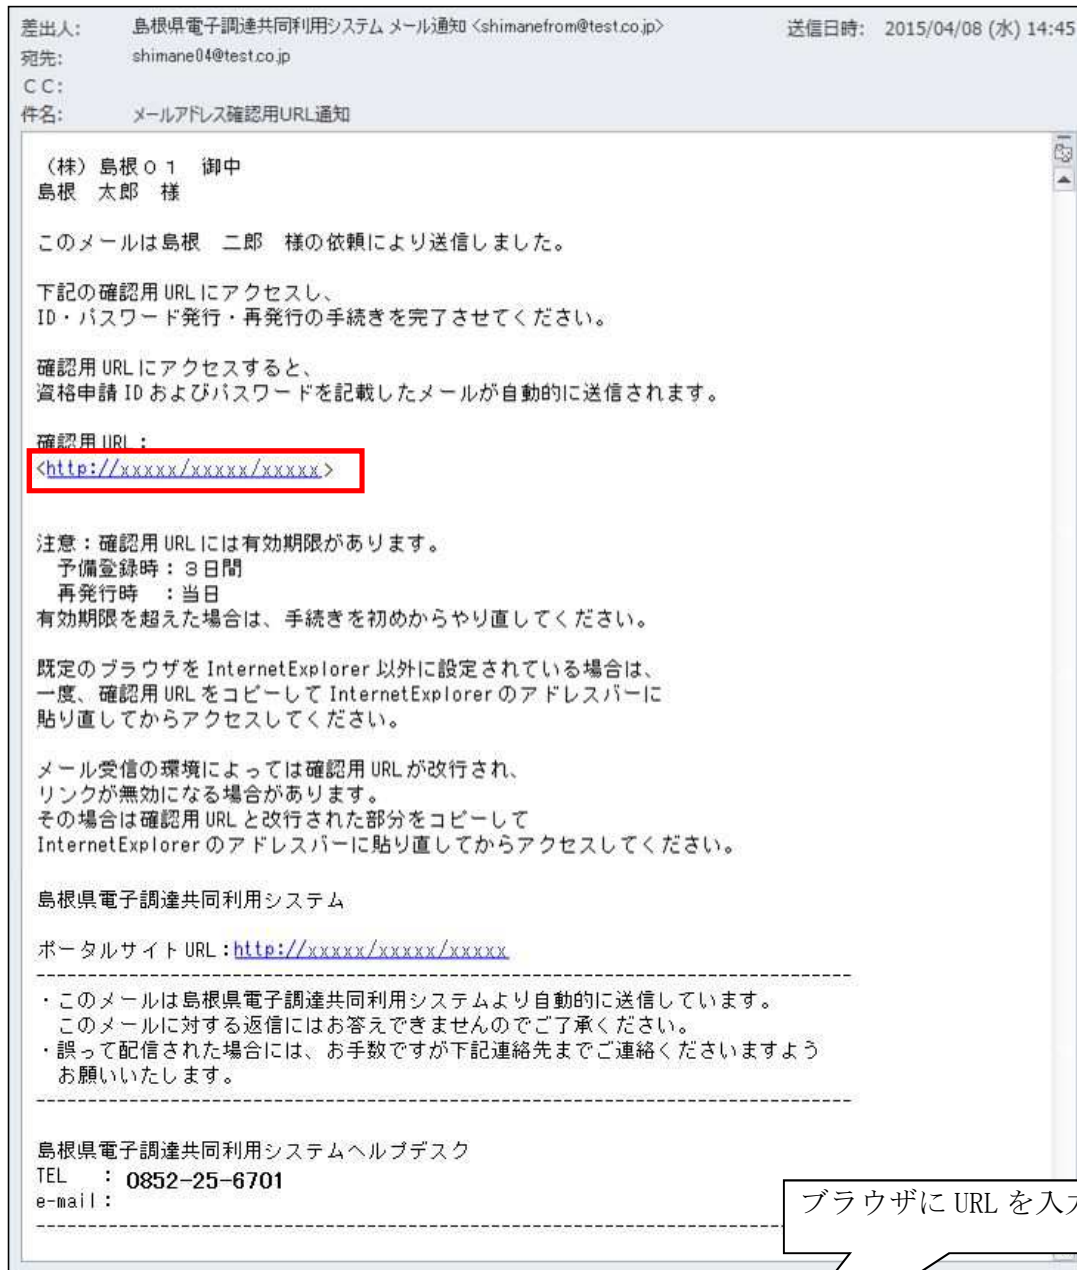 差出人: 島根県電子調達共同利用システム メール通知 <shimanefrom@test.co.jp> 送信日時: 2015/04/08 (水) 14:45
宛先: shimane04@test.co.jp
CC:
件名: メールアドレス確認用URL通知
（株）島根０１　御中
島根　太郎　様
このメールは島根　二郎　様の依頼により送信しました。
下記の確認用URLにアクセスし、
ID・パスワード発行・再発行の手続きを完了させてください。
確認用URLにアクセスすると、
資格申請IDおよびパスワードを記載したメールが自動的に送信されます。
確認用URL：
<http://xxxxx/xxxxx/xxxxx>
注意：確認用URLには有効期限があります。
予備登録時：３日間
再発行時　：当日
有効期限を超えた場合は、手続きを初めからやり直してください。
既定のブラウザをInternetExplorer以外に設定されている場合は、
一度、確認用URLをコピーしてInternetExplorerのアドレスバーに
貼り直してからアクセスしてください。
メール受信の環境によっては確認用URLが改行され、
リンクが無効になる場合があります。
その場合は確認用URLと改行された部分をコピーして
InternetExplorerのアドレスバーに貼り直してからアクセスしてください。
島根県電子調達共同利用システム
ポータルサイトURL：http://xxxxx/xxxxx/xxxxx
------------------------------------------------------------------------------
・このメールは島根県電子調達共同利用システムより自動的に送信しています。
このメールに対する返信にはお答えできませんのでご了承ください。
・誤って配信された場合には、お手数ですが下記連絡先までご連絡くださいますよう
お願いいたします。
------------------------------------------------------------------------------
島根県電子調達共同利用システムヘルプデスク
TEL　： 0852-25-6701
e-mail：
------------------------------------------------------------------------------
ブラウザに URL を入